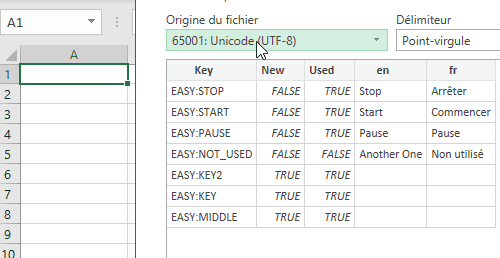 A1
Origine du fichier
Délimiteur
65001: Unicode (UTF-8)
Point-virgule
A
1
2
3
4
5
6
7
8
9
10
Key New Used en fr
EASY:STOP FALSE TRUE Stop Arrêter
EASY:START FALSE TRUE Start Commencer
EASY:PAUSE FALSE TRUE Pause Pause
EASY:NOT_USED FALSE FALSE Another One Non utilisé
EASY:KEY2 TRUE TRUE
EASY:KEY TRUE TRUE
EASY:MIDDLE TRUE TRUE